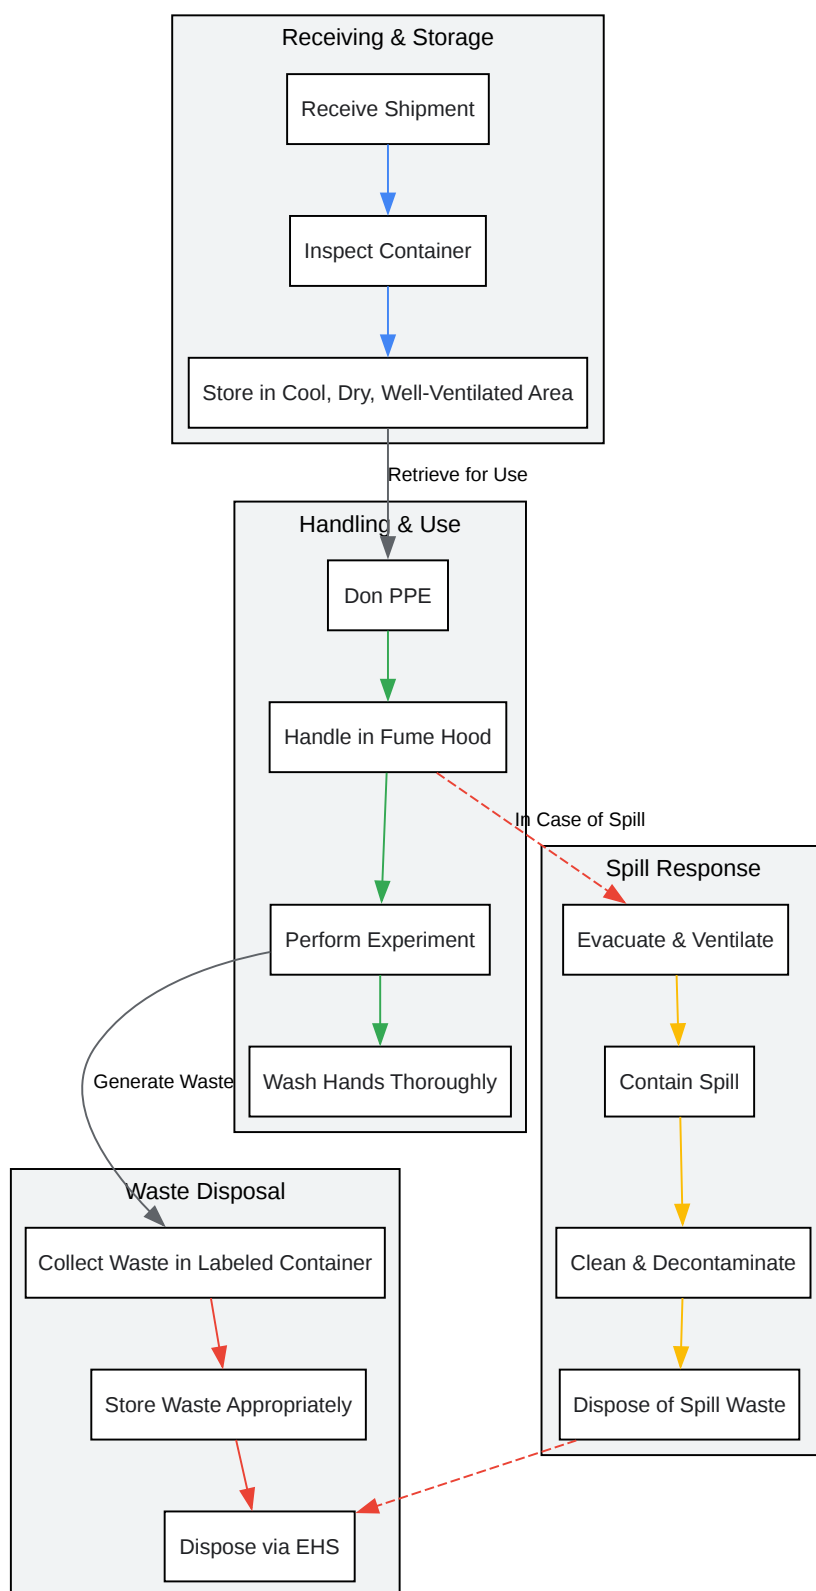 Receiving & Storage
Receive Shipment
Inspect Container
Store in Cool, Dry, Well-Ventilated Area
Retrieve for Use
Handling & Use
Don PPE
Handle in Fume Hood
In Case of Spill
Spill Response
Perform Experiment
Evacuate & Ventilate
Generate Waste
Wash Hands Thoroughly
Contain Spill
Waste Disposal
Collect Waste in Labeled Container
Clean & Decontaminate
Store Waste Appropriately
Dispose of Spill Waste
Dispose via EHS